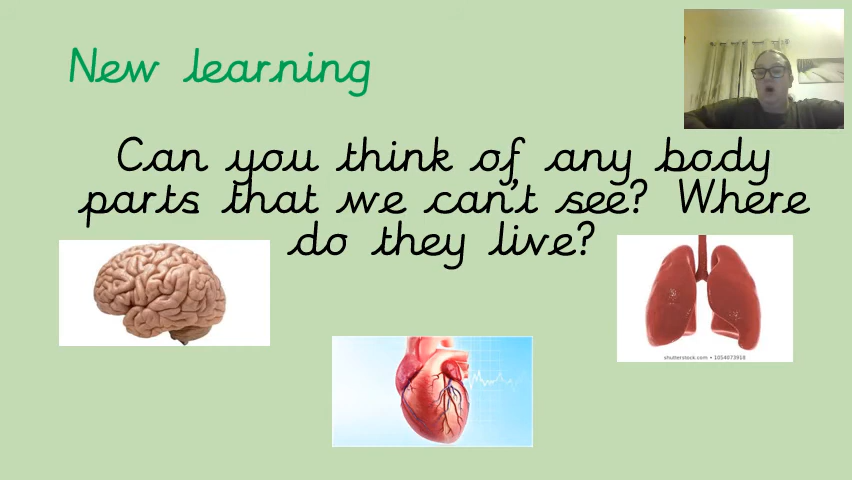 New learning
Can you think of any body
parts that we can't see? Where
do they live?
shutterstock.com • 1054073918